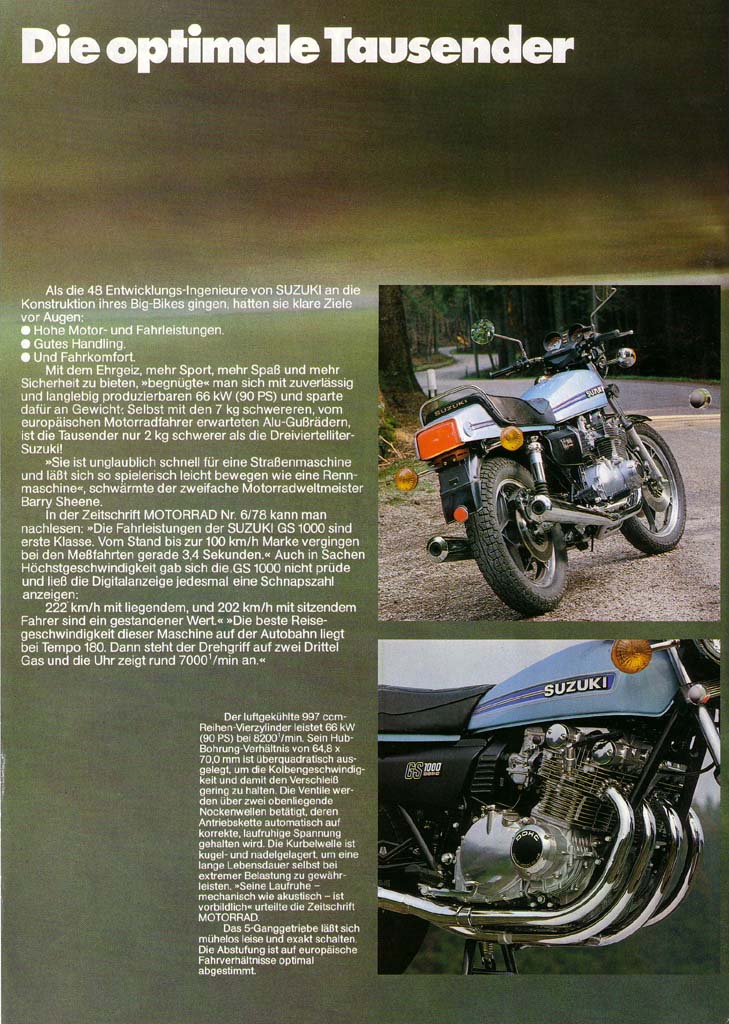 Die optimale Tausender
Als die 48 Entwicklungs-Ingenieure von SUZUKI an die
Konstruktion ihres Big-Bikes gingen, hatten sie klare Ziele
vor Augen:
● Hohe Motor- und Fahrleistungen.
● Gutes Handling.
● Und Fahrkomfort.
Mit dem Ehrgeiz, mehr Sport, mehr Spaß und mehr
Sicherheit zu bieten, »begnügte« man sich mit zuverlässig
und langlebig produzierbaren 66 kW (90 PS) und sparte
dafür an Gewicht: Selbst mit den 7 kg schwereren, vom
europäischen Motorradfahrer erwarteten Alu-Gußrädern,
ist die Tausender nur 2 kg schwerer als die Dreiviertelliter-
Suzuki!
»Sie ist unglaublich schnell für eine Straßenmaschine
und läßt sich so spielerisch leicht bewegen wie eine Renn-
maschine«, schwärmte der zweifache Motorradweltmeister
Barry Sheene.
In der Zeitschrift MOTORRAD Nr. 6/78 kann man
nachlesen: »Die Fahrleistungen der SUZUKI GS 1000 sind
erste Klasse. Vom Stand bis zur 100 km/h Marke vergingen
bei den Meßfahrten gerade 3,4 Sekunden.« Auch in Sachen
Höchstgeschwindigkeit gab sich die GS 1000 nicht prüde
und ließ die Digitalanzeige jedesmal eine Schnapszahl
anzeigen:
222 km/h mit liegendem, und 202 km/h mit sitzendem
Fahrer sind ein gestandener Wert.« »Die beste Reise-
geschwindigkeit dieser Maschine auf der Autobahn liegt
bei Tempo 180. Dann steht der Drehgriff auf zwei Drittel
Gas und die Uhr zeigt rund 7000¹/min an.«
SUZUKI
SUZUKI
SUZUKI
GS 1000
DOHC
Der luftgekühlte 997 ccm-
Reihen-Vierzylinder leistet 66 kW
(90 PS) bei 8200¹/min. Sein Hub-
Bohrung-Verhältnis von 64,8 x
70,0 mm ist überquadratisch aus-
gelegt, um die Kolbengeschwindig-
keit und damit den Verschleiß
gering zu halten. Die Ventile wer-
den über zwei obenliegende
Nockenwellen betätigt, deren
Antriebskette automatisch auf
korrekte, laufruhige Spannung
gehalten wird. Die Kurbelwelle ist
kugel- und nadelgelagert, um eine
lange Lebensdauer selbst bei
extremer Belastung zu gewähr-
leisten. »Seine Laufruhe –
mechanisch wie akustisch – ist
vorbildlich« urteilte die Zeitschrift
MOTORRAD.
Das 5-Ganggetriebe läßt sich
mühelos leise und exakt schalten.
Die Abstufung ist auf europäische
Fahrverhältnisse optimal
abgestimmt.